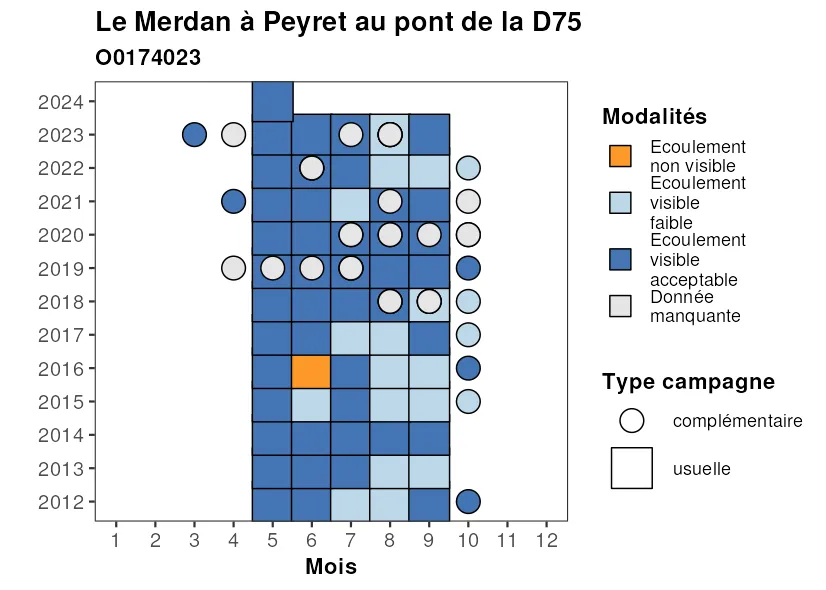 Le Merdan à Peyret au pont de la D75
O0174023
2024
2023
2022
2021
2020
2019
2018
2017
2016
2015
2014
2013
2012
1 2 3 4 5 6 7 8 9 10 11 12
Mois
Modalités
Ecoulement
non visible
Ecoulement
visible
faible
Ecoulement
visible
acceptable
Donnée
manquante
Type campagne
complémentaire
usuelle